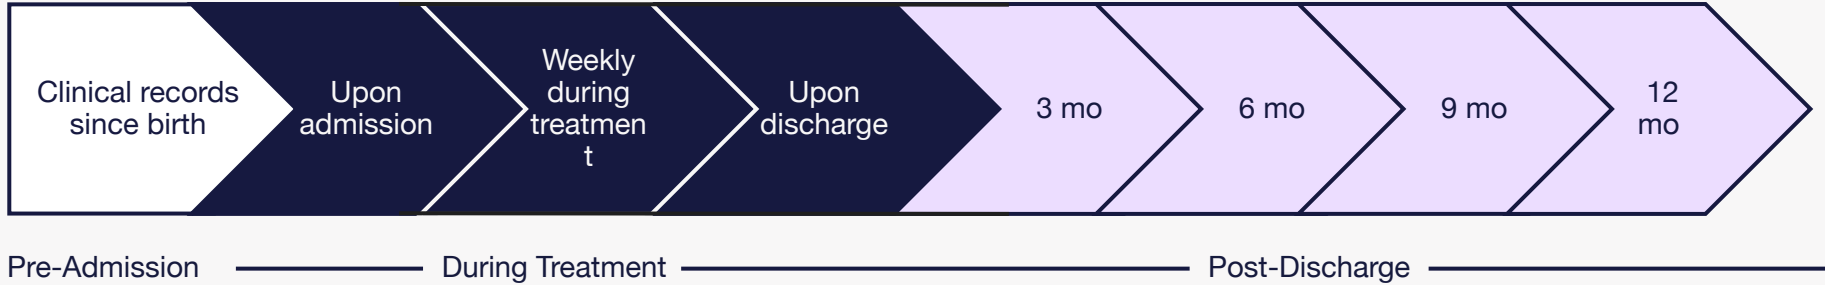 Clinical records
since birth
Upon
admission
Weekly
during
treatmen
t
Upon
discharge
3 mo
6 mo
9 mo
12
mo
Pre-Admission
During Treatment
Post-Discharge